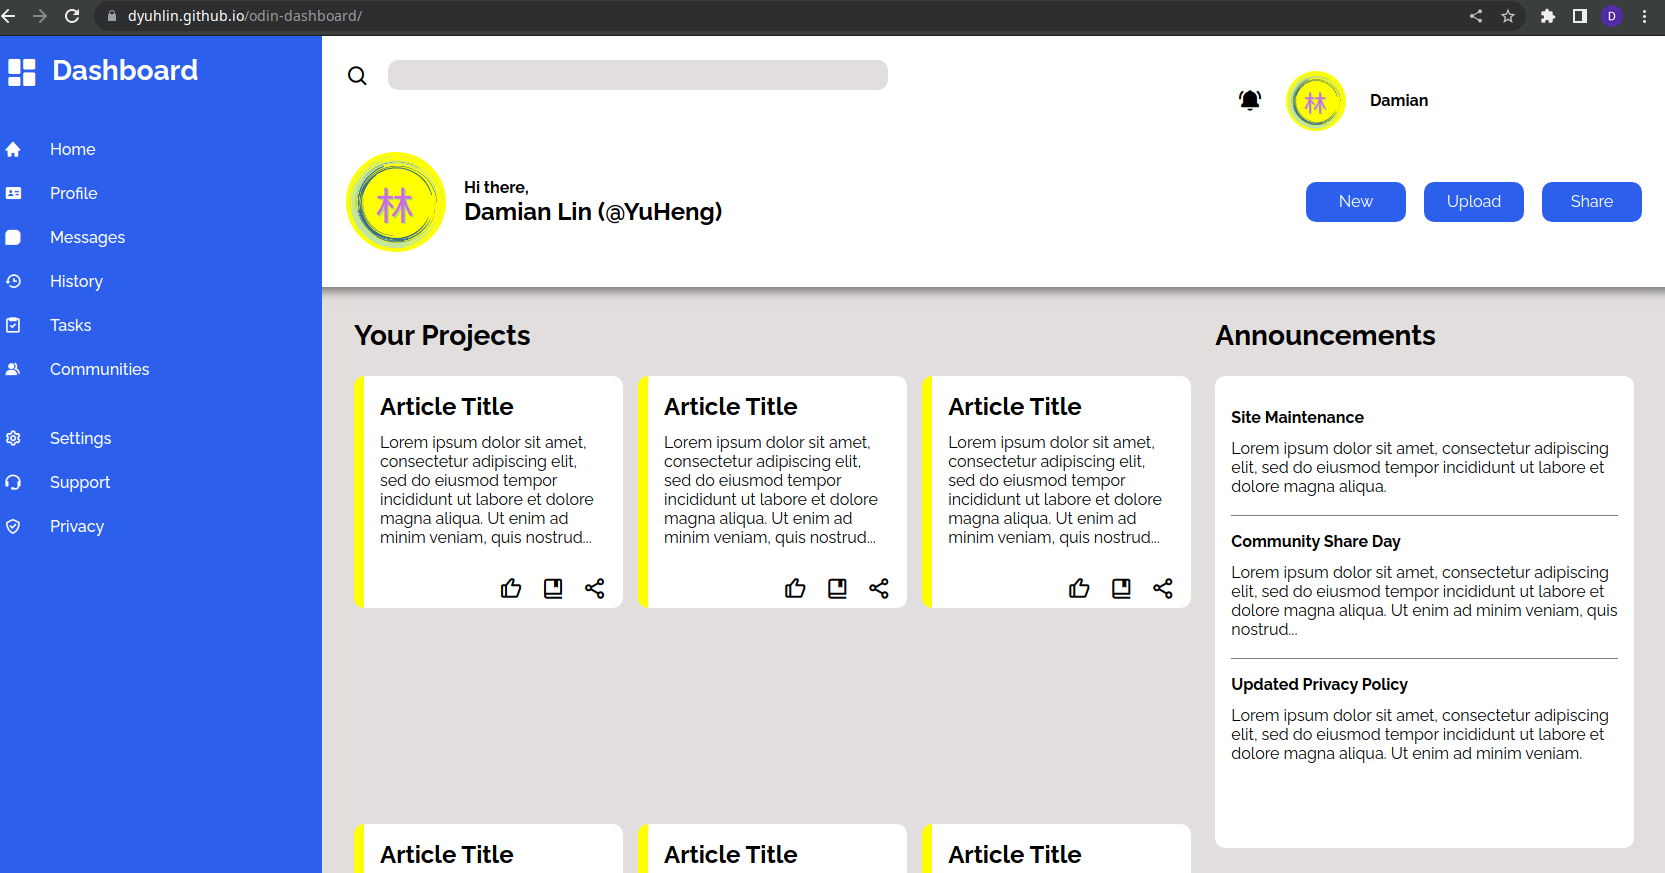 dyuhlin.github.io/odin-dashboard/
D
Dashboard
Home
Profile
Messages
History
Tasks
Communities
Settings
Support
Privacy
林
Damian
林
Hi there,
Damian Lin (@YuHeng)
New
Upload
Share
Your Projects
Article Title
Lorem ipsum dolor sit amet,
consectetur adipiscing elit,
sed do eiusmod tempor
incididunt ut labore et dolore
magna aliqua. Ut enim ad
minim veniam, quis nostrud...
Article Title
Lorem ipsum dolor sit amet,
consectetur adipiscing elit,
sed do eiusmod tempor
incididunt ut labore et dolore
magna aliqua. Ut enim ad
minim veniam, quis nostrud...
Article Title
Lorem ipsum dolor sit amet,
consectetur adipiscing elit,
sed do eiusmod tempor
incididunt ut labore et dolore
magna aliqua. Ut enim ad
minim veniam, quis nostrud...
Article Title
Article Title
Article Title
Announcements
Site Maintenance
Lorem ipsum dolor sit amet, consectetur adipiscing
elit, sed do eiusmod tempor incididunt ut labore et
dolore magna aliqua.
Community Share Day
Lorem ipsum dolor sit amet, consectetur adipiscing
elit, sed do eiusmod tempor incididunt ut labore et
dolore magna aliqua. Ut enim ad minim veniam, quis
nostrud...
Updated Privacy Policy
Lorem ipsum dolor sit amet, consectetur adipiscing
elit, sed do eiusmod tempor incididunt ut labore et
dolore magna aliqua. Ut enim ad minim veniam.